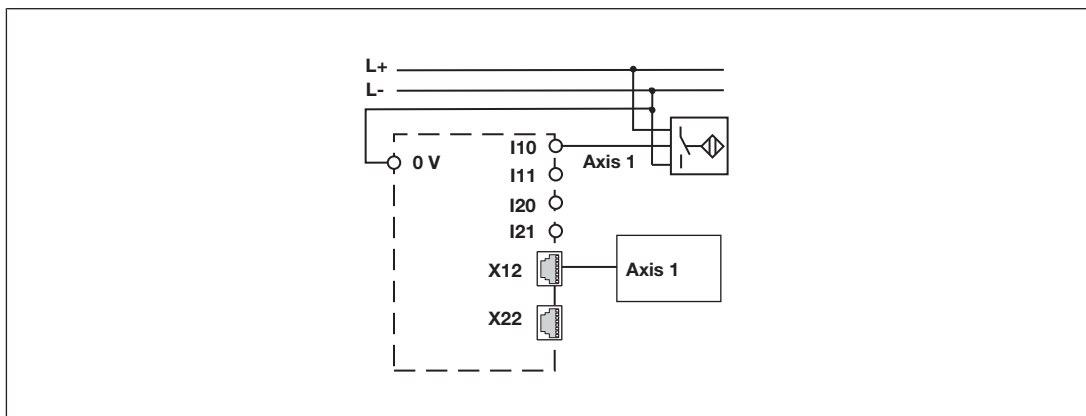 L+
L-
0 V
I10
Axis 1
I11
I20
I21
X12
Axis 1
X22